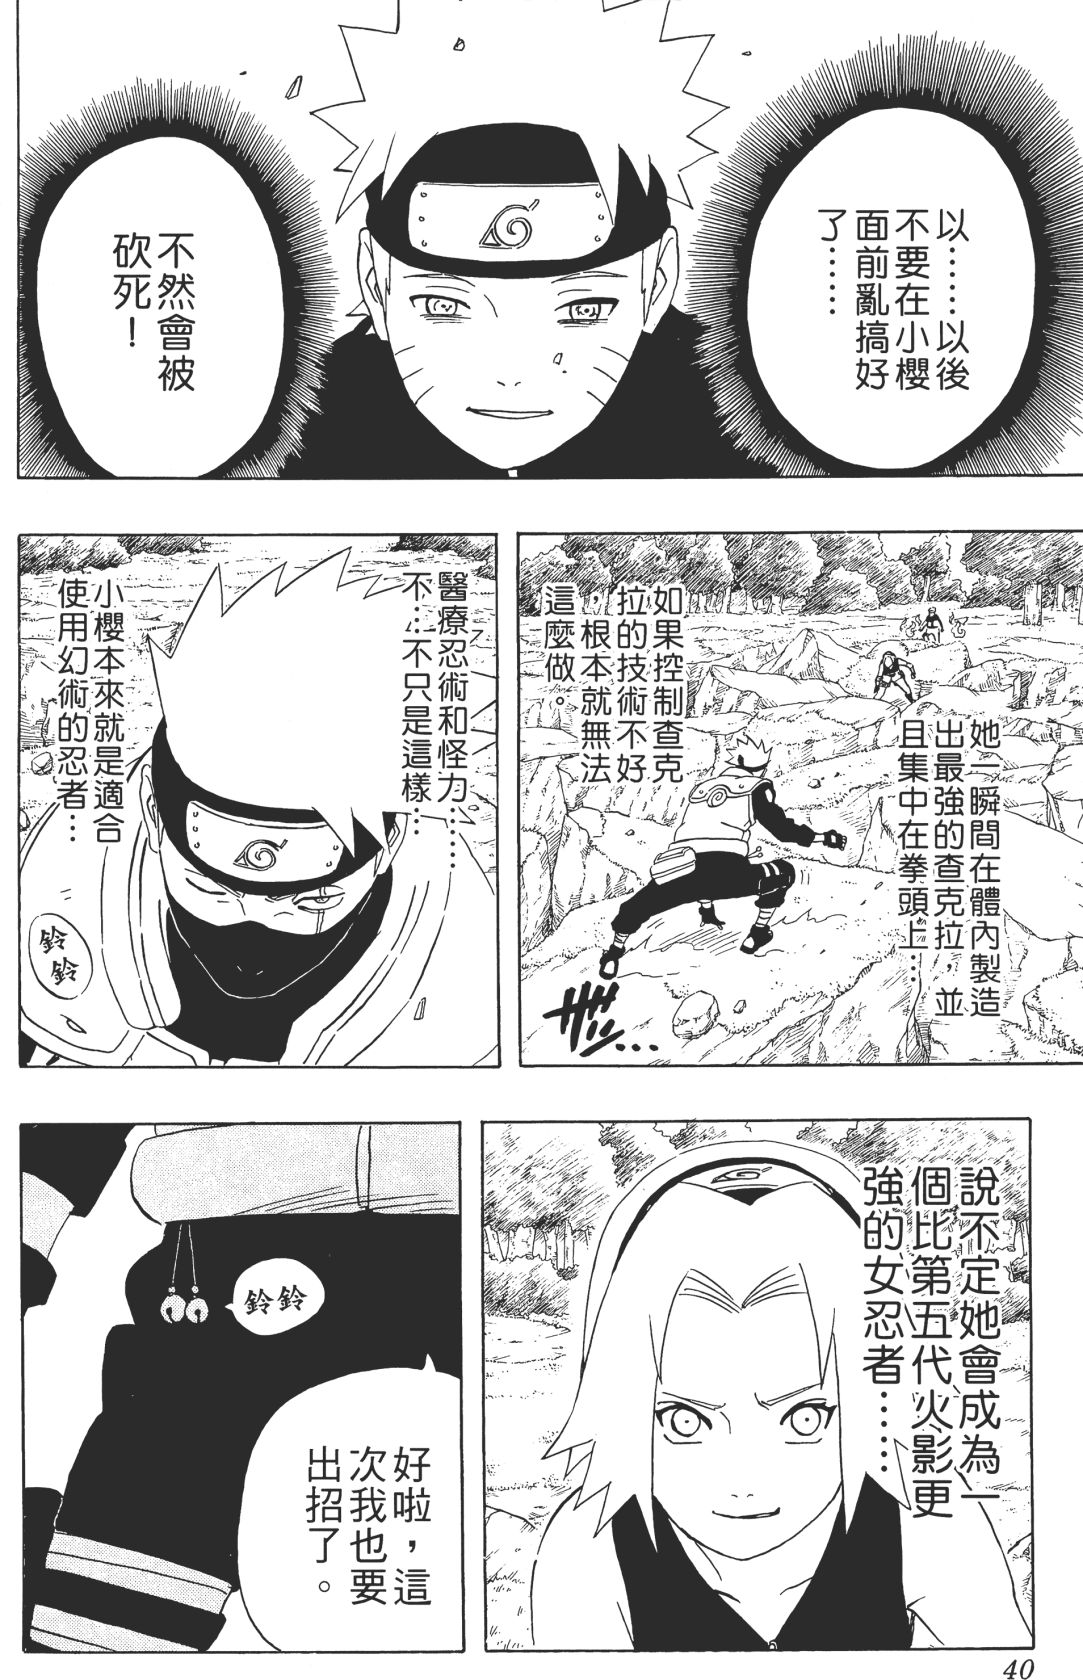 以……以後
不要在小櫻
面前亂搞好
了……
不然會被
砍死！
她一瞬間在體內製造
出最強的查克拉，並
且集中在拳頭上…
如果控制查克
拉的技術不好
，根本就無法
這麼做。
ザザッ…
醫療忍術和怪力……
不…不只是這樣…
小櫻本來就是適合
使用幻術的忍者…
鈴
鈴
說不定她會成為一
個比第五代火影更
強的女忍者……
鈴鈴
好啦，這
次我也要
出招了。
40